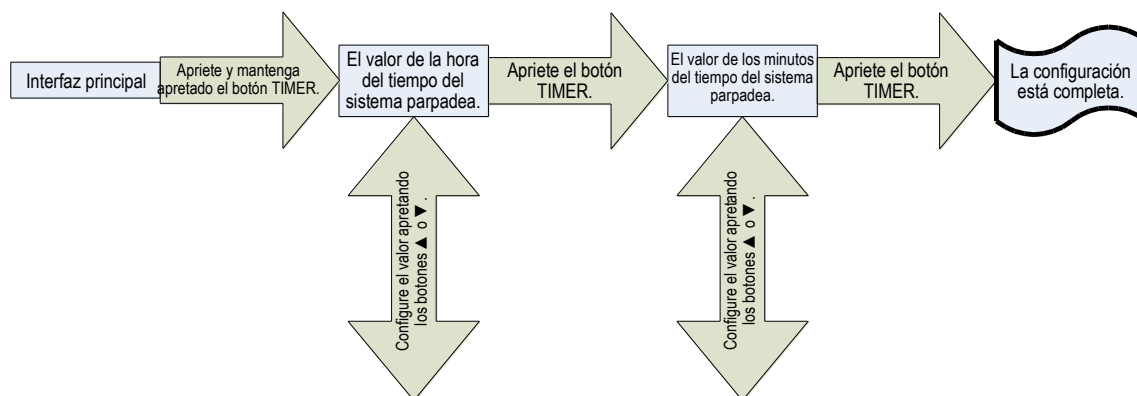 Interfaz principal
Apriete y mantenga
apretado el botón TIMER.
El valor de la hora
del tiempo del
sistema parpadea.
Apriete el botón
TIMER.
El valor de los minutos
del tiempo del sistema
parpadea.
Apriete el botón
TIMER.
La configuración
está completa.
Configure el valor apretando
los botones ▲ o ▼.
Configure el valor apretando
los botones ▲ o ▼.